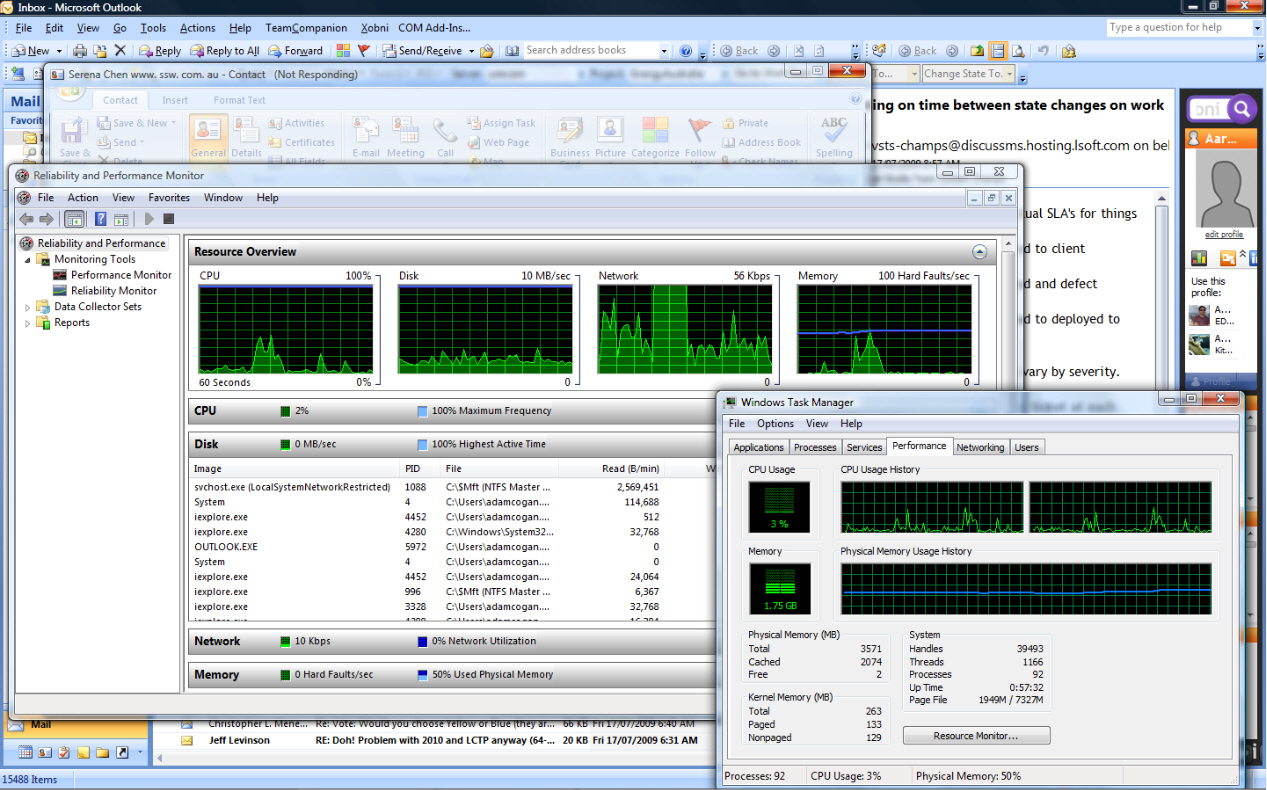 Inbox - Microsoft Outlook
File Edit View Go Tools Actions Help TeamCompanion Xobni COM Add-Ins...
Type a question for help
New Reply Reply to All Forward Send/Receive Search address books Back Back
Serena Chen www. ssw. com. au - Contact (Not Responding)
To... Change State To.
Mail
Favorit
Contact Insert Format Text
Save & New
Send
Delete
Save &
General Details
Activities
Certificates
All Fields
E-mail Meeting Call
Assign Task
Web Page
Map
Business Picture Categorize Follow
Private
Address Book
Check Names
ABC
Spelling
ing on time between state changes on work
vsts-champs@discussms.hosting.lsoft.com on bel
17/07/2009 8:57 AM
ual SLA's for things
d to client
d and defect
d to deployed to
vary by severity.
bni
Aar...
edit profile
Use this
profile:
A...
ED...
A...
Kit...
Profile
Reliability and Performance Monitor
File Action View Favorites Window Help
Reliability and Performance
Monitoring Tools
Performance Monitor
Reliability Monitor
Data Collector Sets
Reports
Resource Overview
CPU 100% Disk 10 MB/sec Network 56 Kbps Memory 100 Hard Faults/sec
60 Seconds 0% 0 0 0
CPU 2% 100% Maximum Frequency
Disk 0 MB/sec 100% Highest Active Time
Image PID File Read (B/min) W
svchost.exe (LocalSystemNetworkRestricted) 1088 C:\SMft (NTFS Master ... 2,569,451
System 4 C:\Users\adamcogan.... 114,688
iexplore.exe 4452 C:\Users\adamcogan.... 512
iexplore.exe 4280 C:\Windows\System32... 32,768
OUTLOOK.EXE 5972 C:\Users\adamcogan.... 0
System 4 C:\Users\adamcogan.... 0
iexplore.exe 4452 C:\Users\adamcogan.... 24,064
iexplore.exe 996 C:\SMft (NTFS Master ... 6,367
iexplore.exe 3328 C:\Users\adamcogan.... 32,768
Network 10 Kbps 0% Network Utilization
Memory 0 Hard Faults/sec 50% Used Physical Memory
Windows Task Manager
File Options View Help
Applications Processes Services Performance Networking Users
CPU Usage CPU Usage History
3 %
Memory Physical Memory Usage History
1.75 GB
Physical Memory (MB)
Total 3571
Cached 2074
Free 2
Kernel Memory (MB)
Total 263
Paged 133
Nonpaged 129
System
Handles 39493
Threads 1166
Processes 92
Up Time 0:57:32
Page File 1949M / 7327M
Resource Monitor...
Processes: 92 CPU Usage: 3% Physical Memory: 50%
Mail
Christopher L. Mene... Re: Vote: Would you choose Yellow or Blue (they ar... 66 KB Fri 17/07/2009 6:40 AM
Jeff Levinson RE: Doh! Problem with 2010 and LCTP anyway (64-... 20 KB Fri 17/07/2009 6:31 AM
15488 Items